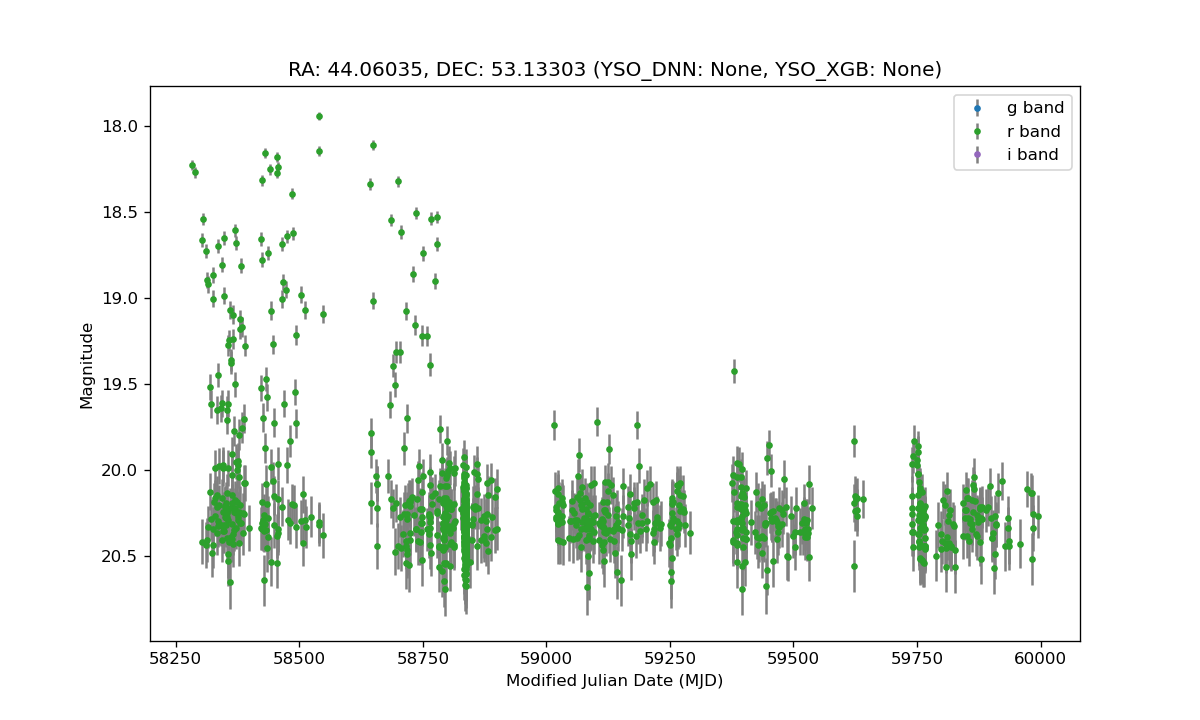 RA: 44.06035, DEC: 53.13303 (YSO_DNN: None, YSO_XGB: None)
g band
r band
i band
18.0
18.5
19.0
19.5
20.0
20.5
Magnitude
58250
58500
58750
59000
59250
59500
59750
60000
Modified Julian Date (MJD)